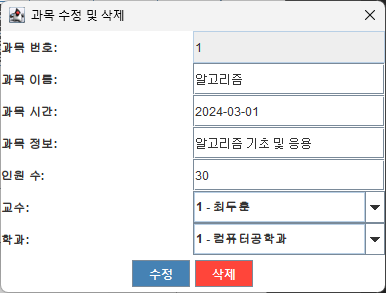 과목 수정 및 삭제
과목 번호: 1
과목 이름: 알고리즘
과목 시간: 2024-03-01
과목 정보: 알고리즘 기초 및 응용
인원 수: 30
교수: 1 - 최두훈
학과: 1 - 컴퓨터공학과
수정 삭제